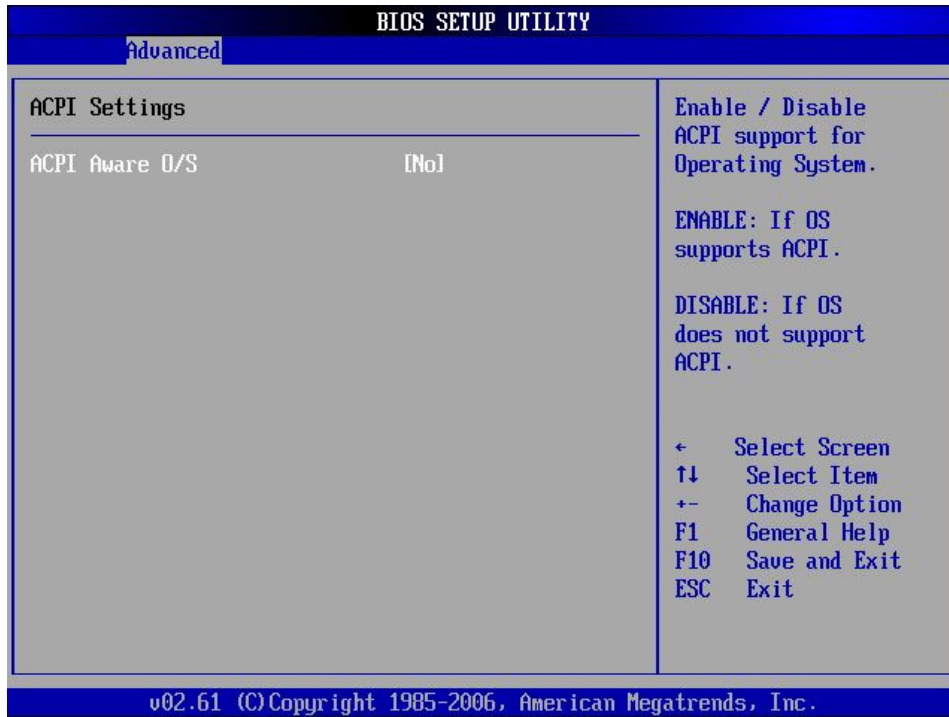 BIOS SETUP UTILITY
Advanced
ACPI Settings
ACPI Aware O/S [No]
Enable / Disable
ACPI support for
Operating System.
ENABLE: If OS
supports ACPI.
DISABLE: If OS
does not support
ACPI.
← Select Screen
↑↓ Select Item
+- Change Option
F1 General Help
F10 Save and Exit
ESC Exit
v02.61 (C)Copyright 1985-2006, American Megatrends, Inc.